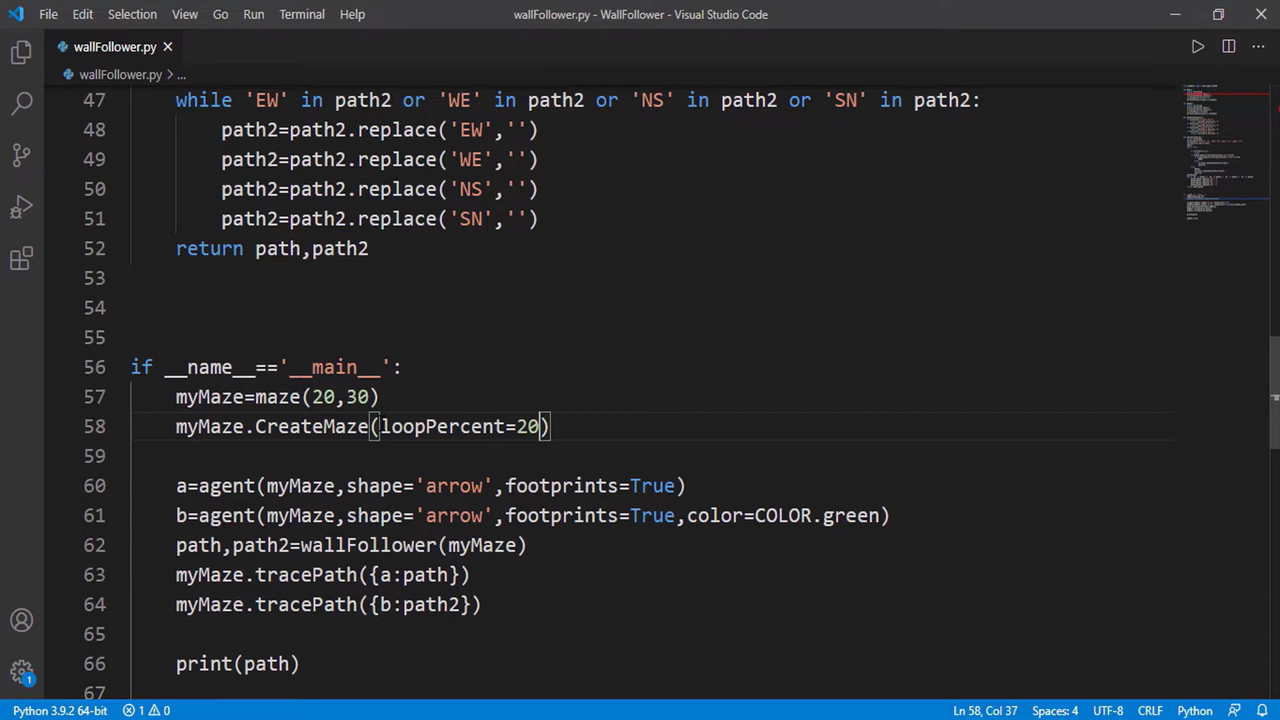 File Edit Selection View Go Run Terminal Help wallFollower.py - WallFollower - Visual Studio Code
wallFollower.py
wallFollower.py > ...
47 while 'EW' in path2 or 'WE' in path2 or 'NS' in path2 or 'SN' in path2:
48 path2=path2.replace('EW','')
49 path2=path2.replace('WE','')
50 path2=path2.replace('NS','')
51 path2=path2.replace('SN','')
52 return path,path2
53
54
55
56 if __name__=='__main__':
57 myMaze=maze(20,30)
58 myMaze.CreateMaze(loopPercent=20)
59
60 a=agent(myMaze,shape='arrow',footprints=True)
61 b=agent(myMaze,shape='arrow',footprints=True,color=COLOR.green)
62 path,path2=wallFollower(myMaze)
63 myMaze.tracePath({a:path})
64 myMaze.tracePath({b:path2})
65
66 print(path)
67
1
Python 3.9.2 64-bit 1 0 Ln 58, Col 37 Spaces: 4 UTF-8 CRLF Python